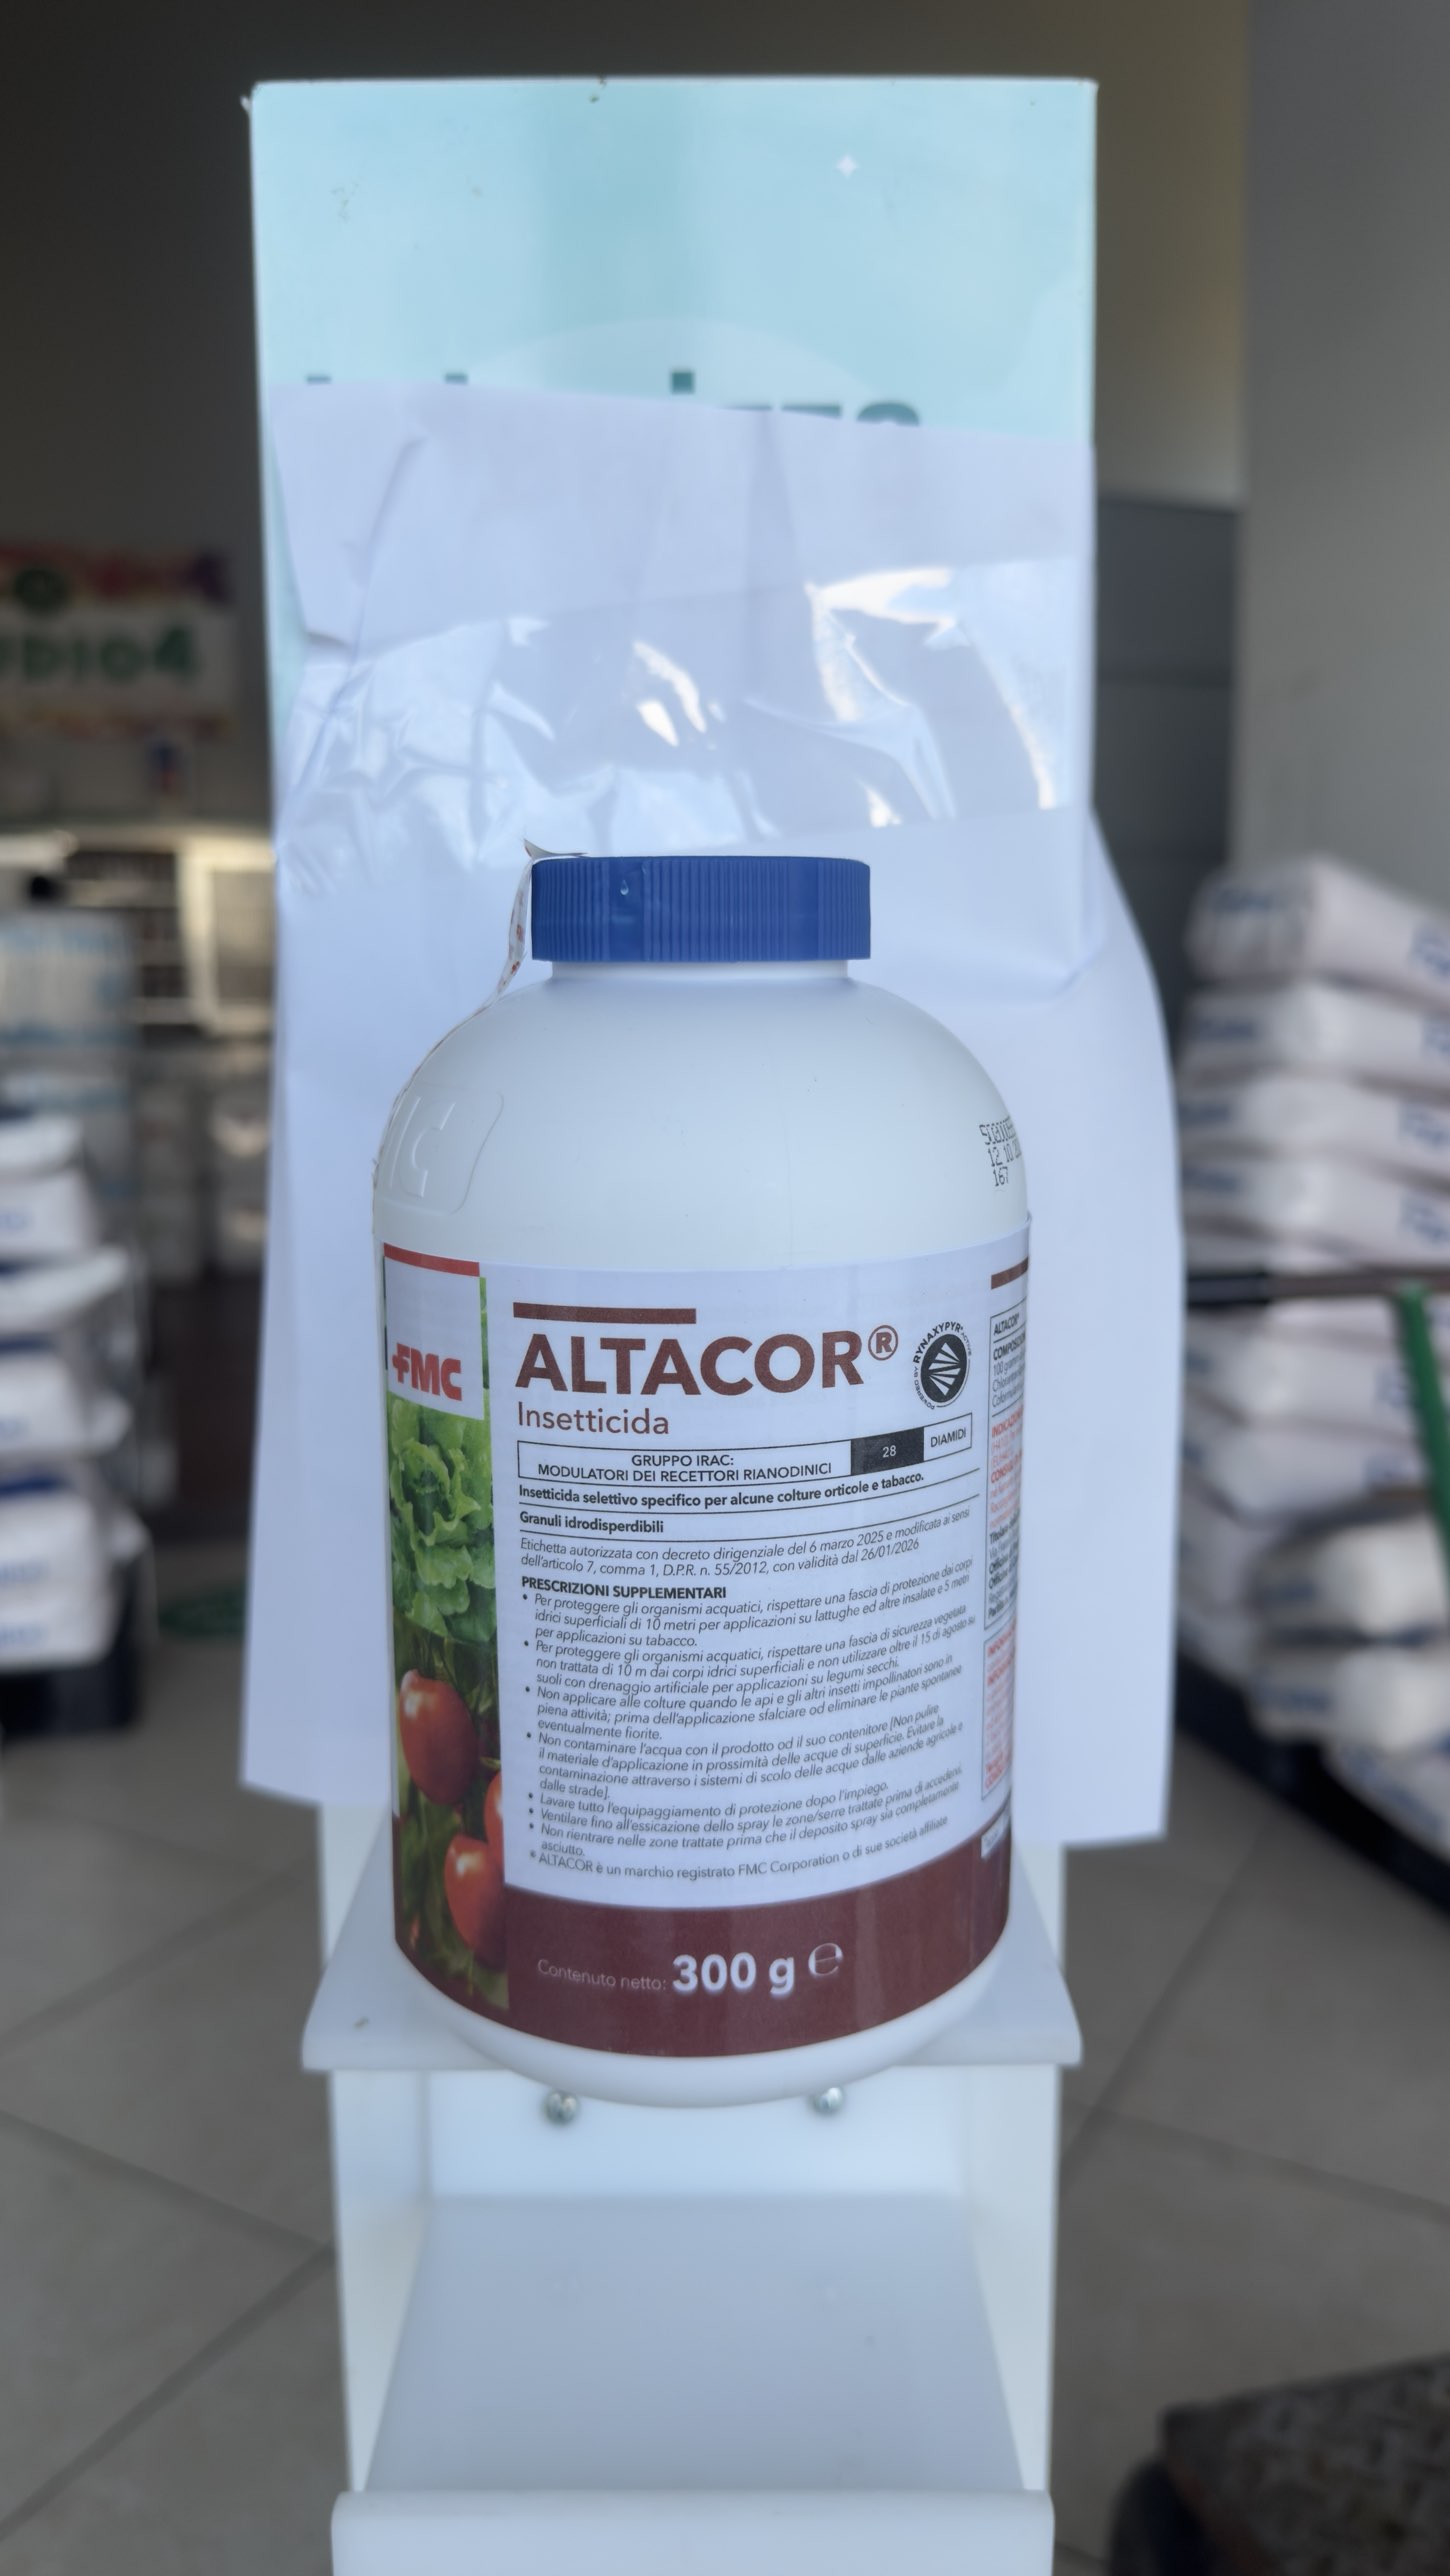 DIO4
12 10
167
FMC
ALTACOR®
POWERED BY RYNAXYPYR® ACTIVE
Insetticida
GRUPPO IRAC:
MODULATORI DEI RECETTORI RIANODINICI
28
DIAMIDI
Insetticida selettivo specifico per alcune colture orticole e tabacco.
Granuli idrodisperdibili
Etichetta autorizzata con decreto dirigenziale del 6 marzo 2025 e modificata ai sensi
dell'articolo 7, comma 1, D.P.R. n. 55/2012, con validità dal 26/01/2026
PRESCRIZIONI SUPPLEMENTARI
• Per proteggere gli organismi acquatici, rispettare una fascia di protezione dai corpi
idrici superficiali di 10 metri per applicazioni su lattughe ed altre insalate e 5 metri
per applicazioni su tabacco.
• Per proteggere gli organismi acquatici, rispettare una fascia di sicurezza vegetata
non trattata di 10 m dai corpi idrici superficiali e non utilizzare oltre il 15 di agosto su
suoli con drenaggio artificiale per applicazioni su legumi secchi.
• Non applicare alle colture quando le api e gli altri insetti impollinatori sono in
piena attività; prima dell'applicazione sfalciare od eliminare le piante spontanee
eventualmente fiorite.
• Non contaminare l'acqua con il prodotto od il suo contenitore [Non pulire
il materiale d'applicazione in prossimità delle acque di superficie. Evitare la
contaminazione attraverso i sistemi di scolo delle acque dalle aziende agricole e
dalle strade].
• Lavare tutto l'equipaggiamento di protezione dopo l'impiego.
• Ventilare fino all'essicazione dello spray le zone/serre trattate prima di accedervi.
• Non rientrare nelle zone trattate prima che il deposito spray sia completamente
asciutto.
® ALTACOR è un marchio registrato FMC Corporation o di sue società affiliate
Contenuto netto: 300 g ℮
ALTACOR®
100